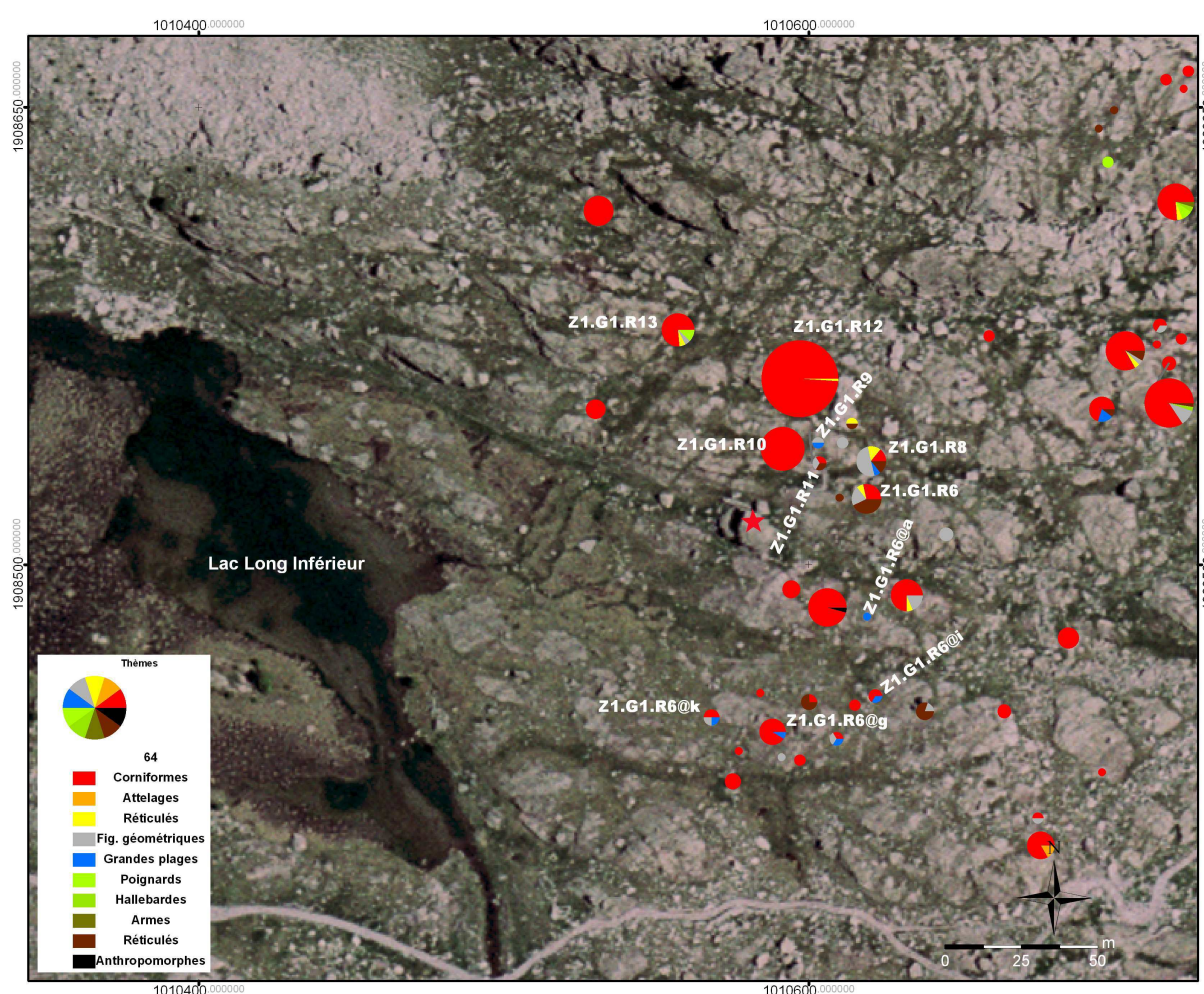 1010400.000000 1010600.000000
1908650.000000
Z1.G1.R13
Z1.G1.R12
Z1.G1.R9
Z1.G1.R10
Z1.G1.R8
Z1.G1.R11
Z1.G1.R6
1908500.000000
Lac Long Inférieur
Z1.G1.R6@a
Z1.G1.R6@i
Z1.G1.R6@k
Z1.G1.R6@g
Thèmes
64
Corniformes
Attelages
Réticulés
Fig. géométriques
Grandes plages
Poignards
Hallebardes
Armes
Réticulés
Anthropomorphes
N
m
0 25 50
1010400.000000 1010600.000000